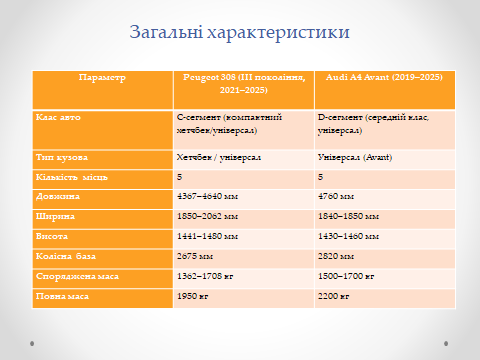 Загальні характеристики
Параметр
Peugeot 308 (III покоління,
2021–2025)
Audi A4 Avant (2019–2025)
Клас авто
C-сегмент (компактний
хетчбек/універсал)
D-сегмент (середній клас,
універсал)
Тип кузова
Хетчбек / універсал
Універсал (Avant)
Кількість місць
5
5
Довжина
4367–4640 мм
4760 мм
Ширина
1850–2062 мм
1840–1850 мм
Висота
1441–1480 мм
1430–1460 мм
Колісна база
2675 мм
2820 мм
Споряджена маса
1362–1708 кг
1500–1700 кг
Повна маса
1950 кг
2200 кг